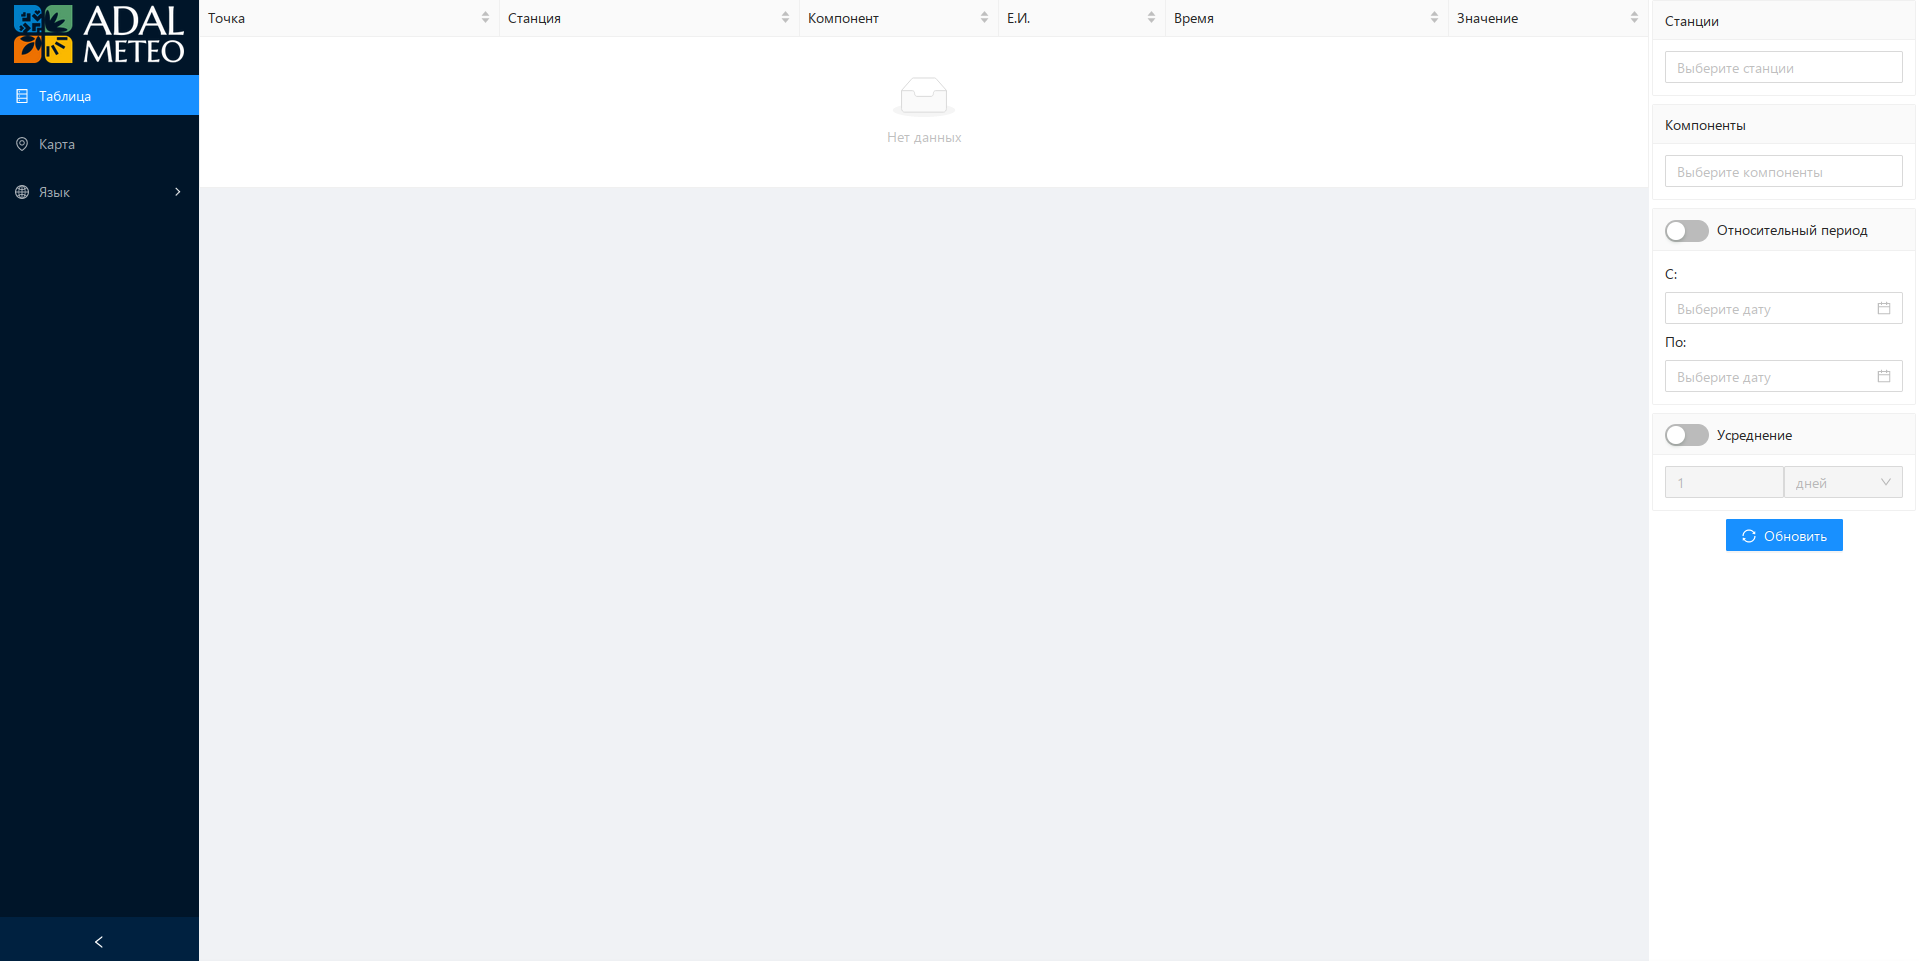 ADAL
METEO
Таблица
Карта
Язык
Точка
Станция
Компонент
Е.И.
Время
Значение
Нет данных
Станции
Выберите станции
Компоненты
Выберите компоненты
Относительный период
С:
Выберите дату
По:
Выберите дату
Усреднение
1
дней
Обновить